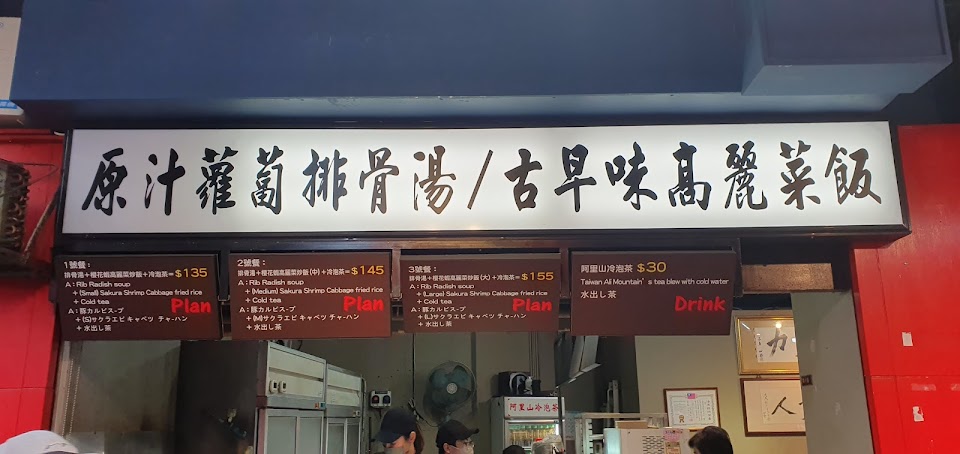 原汁蘿蔔排骨湯/古早味高麗菜飯
1號餐：
排骨湯+櫻花蝦高麗菜炒飯+冷泡茶=$135
A：Rib Radish soup
+(Small) Sakura Shrimp Cabbage fried rice
+ Cold tea
A：豚カルビス-プ
+(S)サクラエビ キャベツ チャ-ハン
+ 水出し茶
Plan
2號餐：
排骨湯+櫻花蝦高麗菜炒飯(中)+冷泡茶=$145
A：Rib Radish soup
+ (Medium) Sakura Shrimp Cabbage fried rice
+ Cold tea
A：豚カルビス-プ
+(M)サクラエビ キャベツ チャ-ハン
+ 水出し茶
Plan
3號餐：
排骨湯+櫻花蝦高麗菜炒飯(大)+冷泡茶=$155
A：Rib Radish soup
+ (Large) Sakura Shrimp Cabbage fried rice
+ Cold tea
A：豚カルビス-プ
+(L)サクラエビ キャベツ チャ-ハン
+ 水出し茶
Plan
阿里山冷泡茶 $30
Taiwan Ali Mountain's tea blew with cold water
水出し茶
Drink
阿里山冷泡茶
力
人